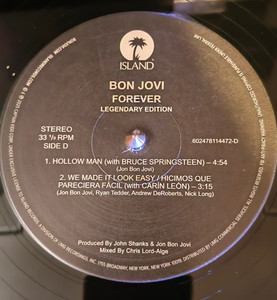 ISLAND
BON JOVI
FOREVER
LEGENDARY EDITION
STEREO
33 ⅓ RPM
SIDE D
602478114472-D
1. HOLLOW MAN (with BRUCE SPRINGSTEEN) – 4:54
(Jon Bon Jovi)
2. WE MADE IT LOOK EASY / HICIMOS QUE
PARECIERA FÁCIL (with CARÍN LEÓN) – 3:15
(Jon Bon Jovi, Ryan Tedder, Andrew DeRoberts, Nick Long)
Produced by John Shanks & Jon Bon Jovi
Mixed by Chris Lord-Alge